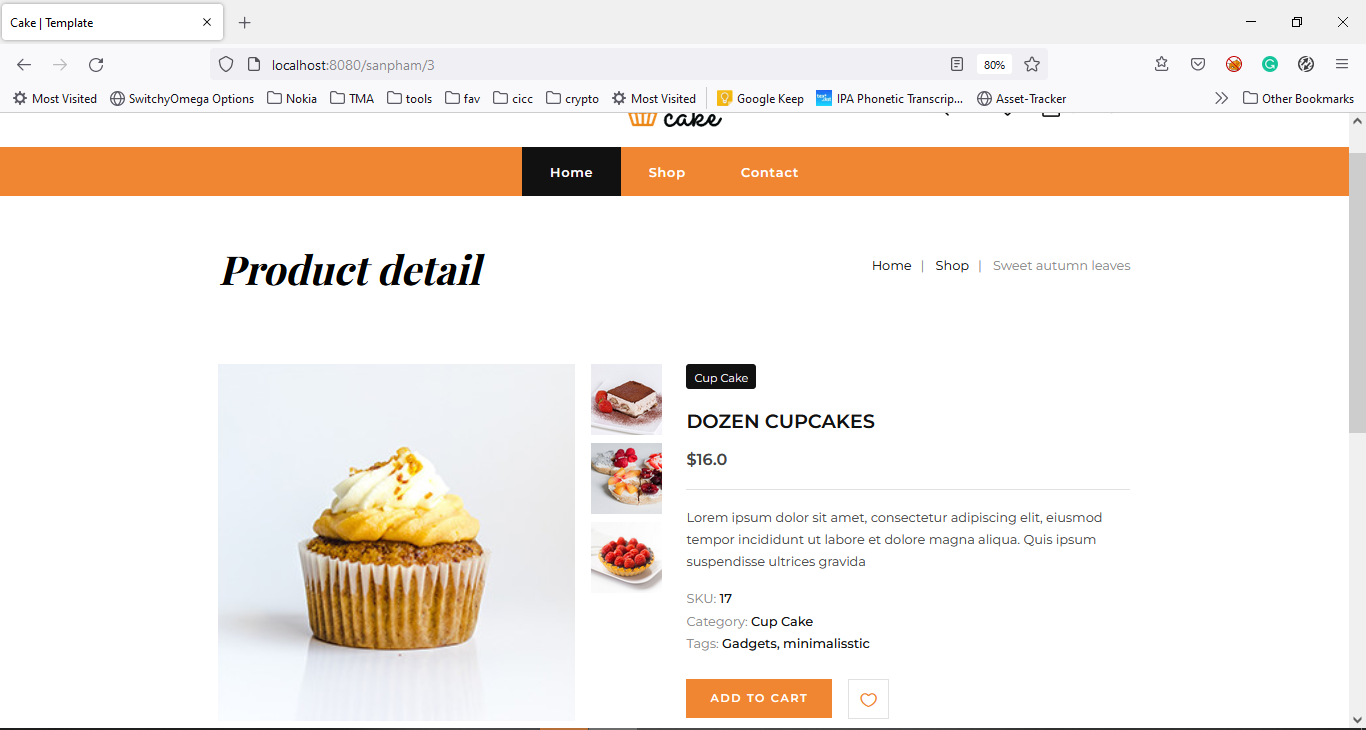 Cake | Template
localhost:8080/sanpham/3
80%
Most Visited
SwitchyOmega Options
Nokia
TMA
tools
fav
cicc
crypto
Most Visited
Google Keep
IPA Phonetic Transcrip...
Asset-Tracker
Other Bookmarks
cake
Home
Shop
Contact
Product detail
Home | Shop | Sweet autumn leaves
Cup Cake
DOZEN CUPCAKES
$16.0
Lorem ipsum dolor sit amet, consectetur adipiscing elit, eiusmod
tempor incididunt ut labore et dolore magna aliqua. Quis ipsum
suspendisse ultrices gravida
SKU: 17
Category: Cup Cake
Tags: Gadgets, minimalisstic
ADD TO CART